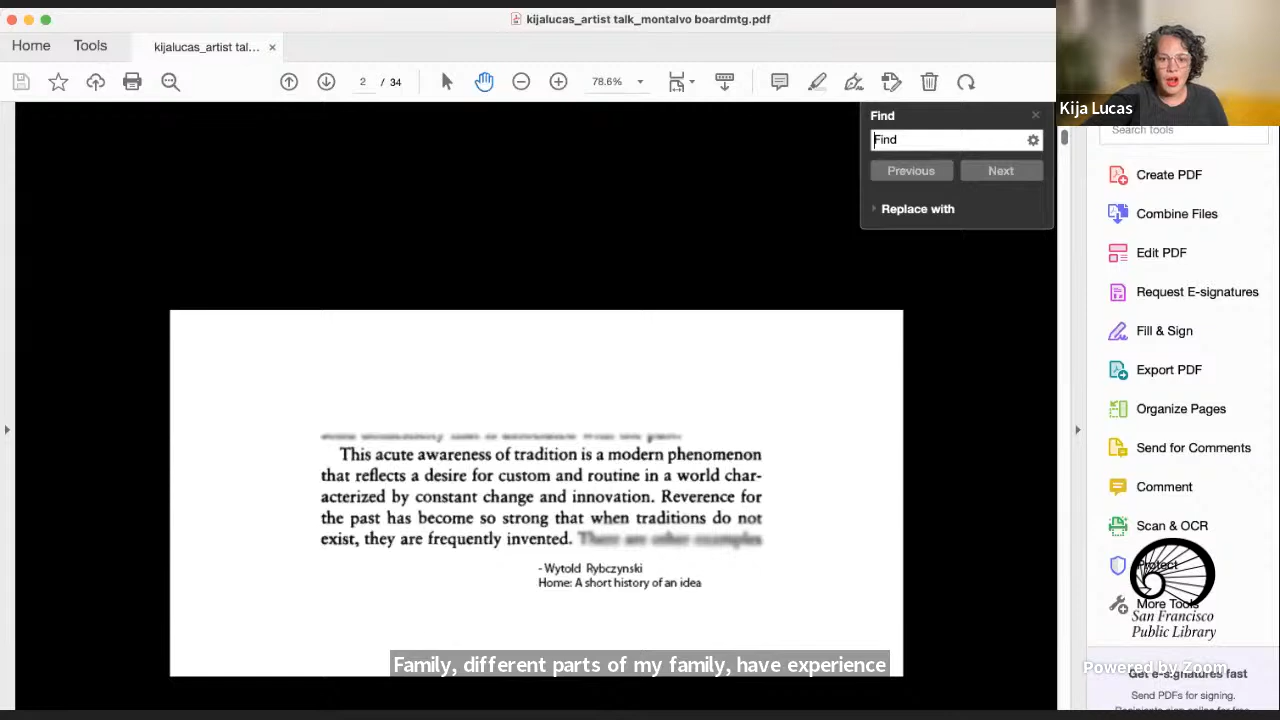 kijalucas_artist talk_montalvo boardmtg.pdf
Home
Tools
kijalucas_artist tal...
2 / 34
78.6%
Kija Lucas
Find
Find
Previous
Next
Replace with
Search tools
Create PDF
Combine Files
Edit PDF
Request E-signatures
Fill & Sign
Export PDF
Organize Pages
Send for Comments
Comment
Scan & OCR
Protect
More Tools
San Francisco
Public Library
This acute awareness of tradition is a modern phenomenon
that reflects a desire for custom and routine in a world char-
acterized by constant change and innovation. Reverence for
the past has become so strong that when traditions do not
exist, they are frequently invented. There are other examples
- Wytold Rybczynski
Home: A short history of an idea
Family, different parts of my family, have experience
Powered by Zoom
Get e-signatures fast
Send PDFs for signing.